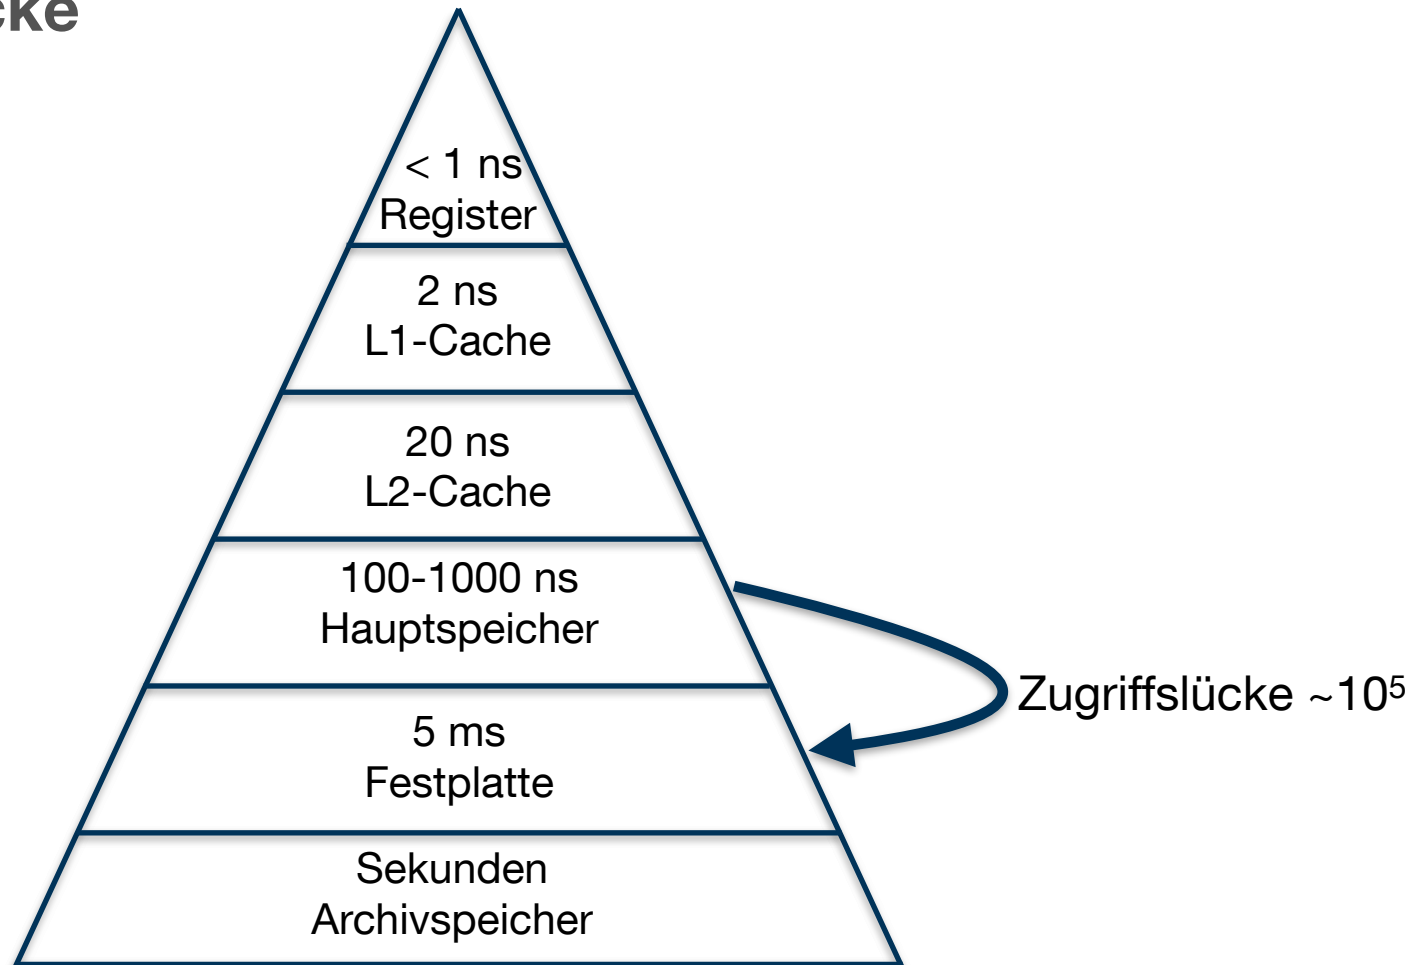 cke
< 1 ns
Register
2 ns
L1-Cache
20 ns
L2-Cache
100-1000 ns
Hauptspeicher
Zugriffslücke ~10⁵
5 ms
Festplatte
Sekunden
Archivspeicher